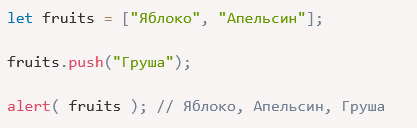 let fruits = ["Яблоко", "Апельсин"];
fruits.push("Груша");
alert( fruits ); // Яблоко, Апельсин, Груша